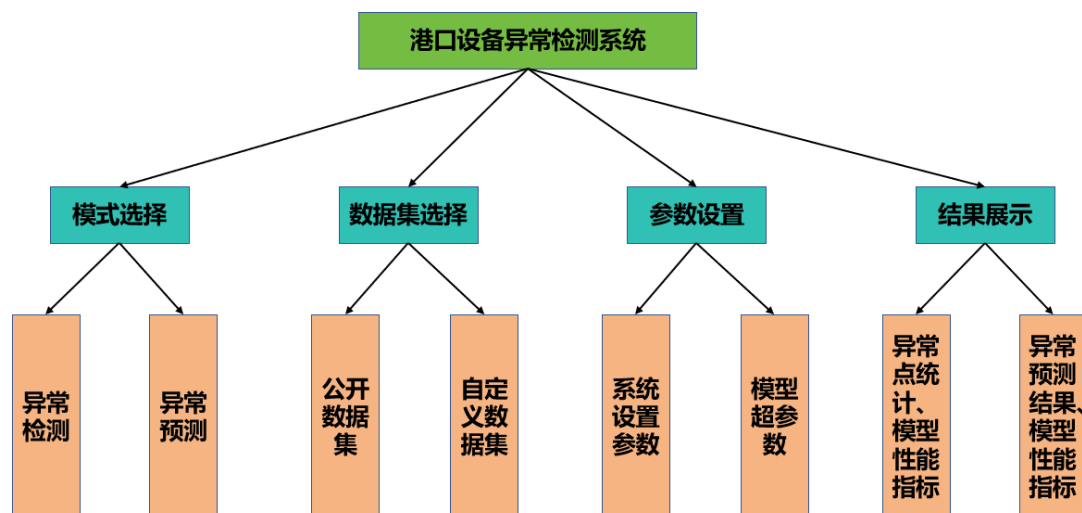 港口设备异常检测系统
模式选择
数据集选择
参数设置
结果展示
异常
检测
异常
预测
公开
数据
集
自定
义数
据集
系统
设置
参数
模型
超参
数
异常
点统
计、
模型
性能
指标
异常
预测
结果、
模型
性能
指标